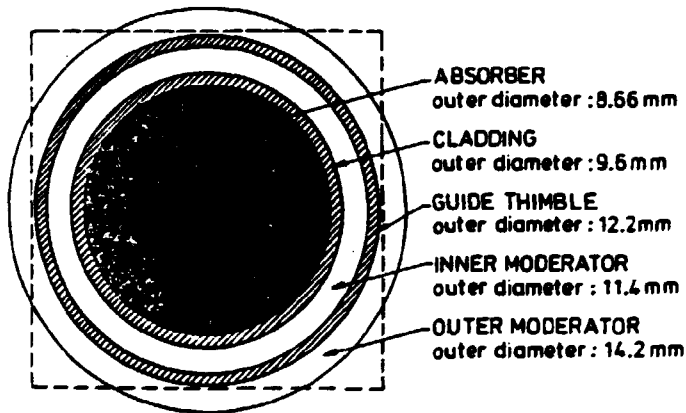 ABSORBER
outer diameter : 8.66 mm
CLADDING
outer diameter : 9.6 mm
GUIDE THIMBLE
outer diameter : 12.2 mm
INNER MODERATOR
outer diameter : 11.4 mm
OUTER MODERATOR
outer diameter : 14.2 mm